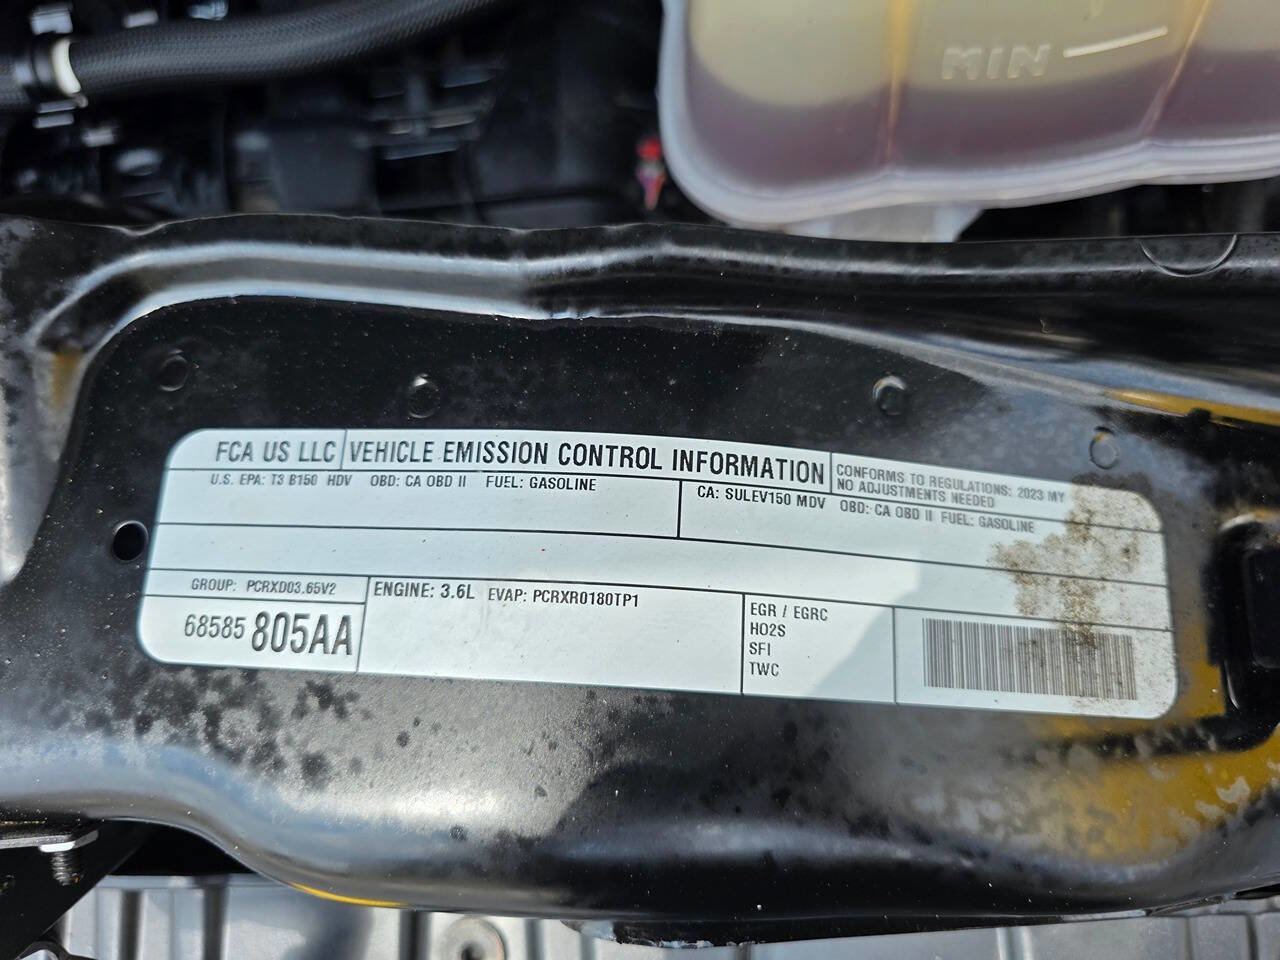 MIN
FCA US LLC VEHICLE EMISSION CONTROL INFORMATION
CONFORMS TO REGULATIONS: 2023 MY
NO ADJUSTMENTS NEEDED
U.S. EPA: T3 B150 HDV OBD: CA OBD II FUEL: GASOLINE
CA: SULEV150 MDV OBD: CA OBD II FUEL: GASOLINE
GROUP: PCRXD03.65V2
68585805AA
ENGINE: 3.6L EVAP: PCRXR0180TP1
EGR / EGRC
HO2S
SFI
TWC